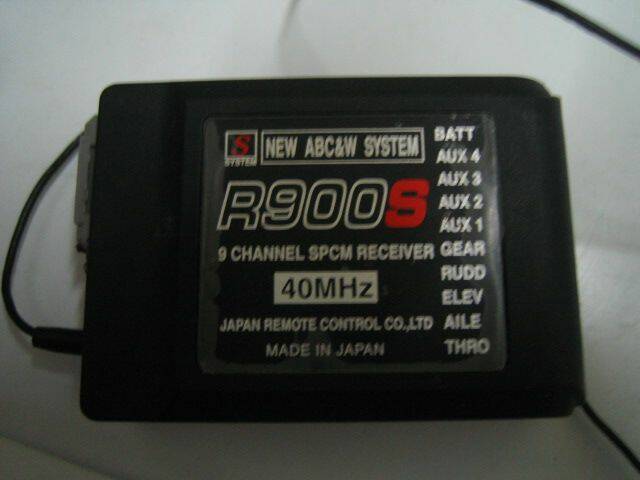 S
SYSTEM
NEW ABC&W SYSTEM
R900S
9 CHANNEL SPCM RECEIVER
40MHz
JAPAN REMOTE CONTROL CO.,LTD
MADE IN JAPAN
BATT
AUX 4
AUX 3
AUX 2
AUX 1
GEAR
RUDD
ELEV
AILE
THRO